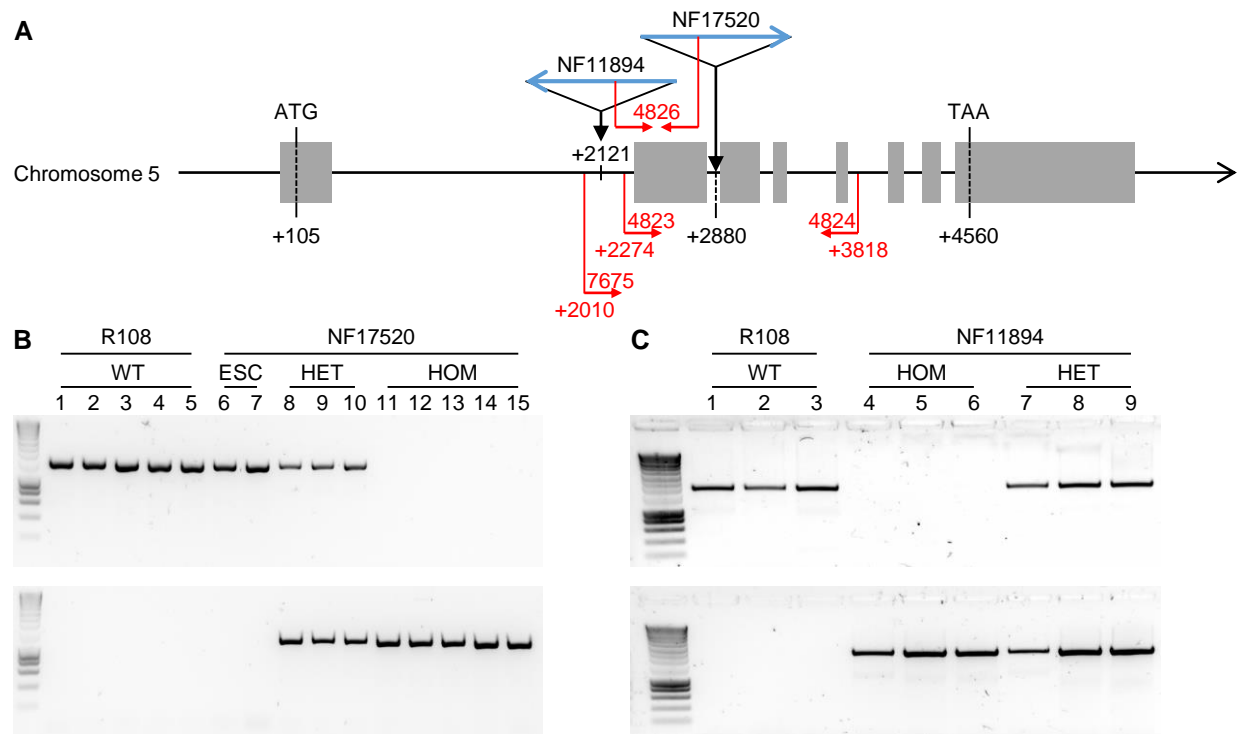 A
NF17520
NF11894
4826
ATG
TAA
+2121
Chromosome 5
4823
4824
+105
+2274
+2880
+3818
+4560
7675
+2010
B
R108
NF17520
WT
ESC
HET
HOM
1 2 3 4 5 6 7 8 9 10 11 12 13 14 15
C
R108
NF11894
WT
HOM
HET
1 2 3 4 5 6 7 8 9